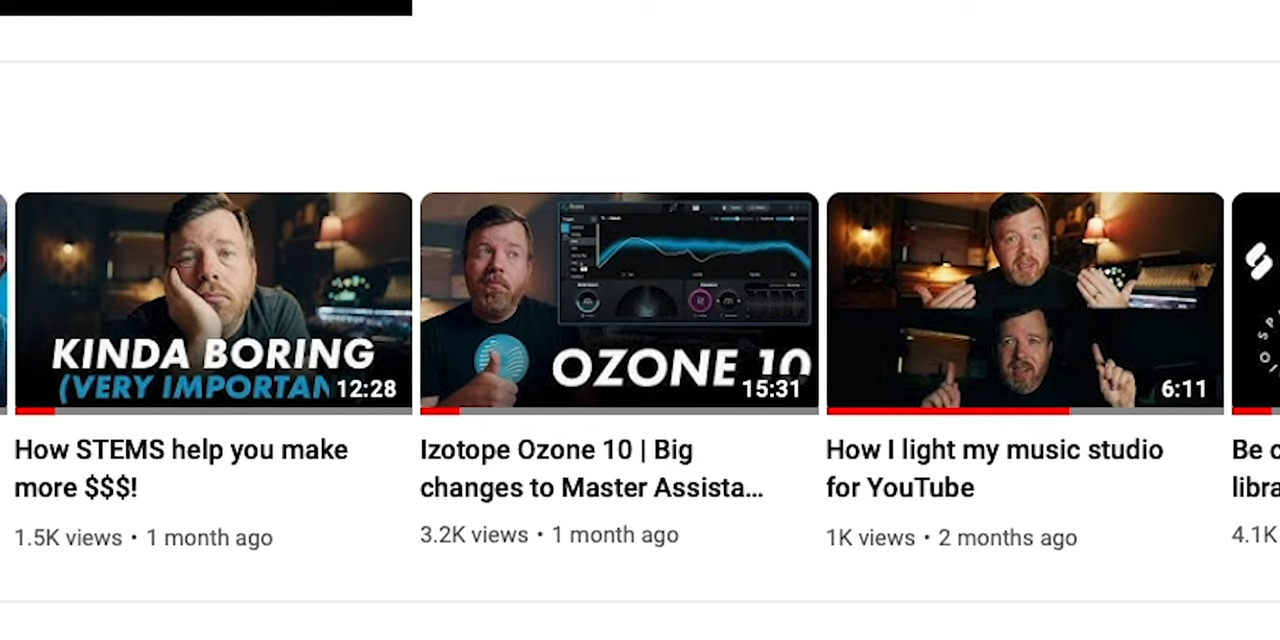 KINDA BORING
(VERY IMPORTAN
12:28
OZONE 10
15:31
6:11
How STEMS help you make
more $$$!
1.5K views • 1 month ago
Izotope Ozone 10 | Big
changes to Master Assista...
3.2K views • 1 month ago
How I light my music studio
for YouTube
1K views • 2 months ago
Be
libra
4.1K